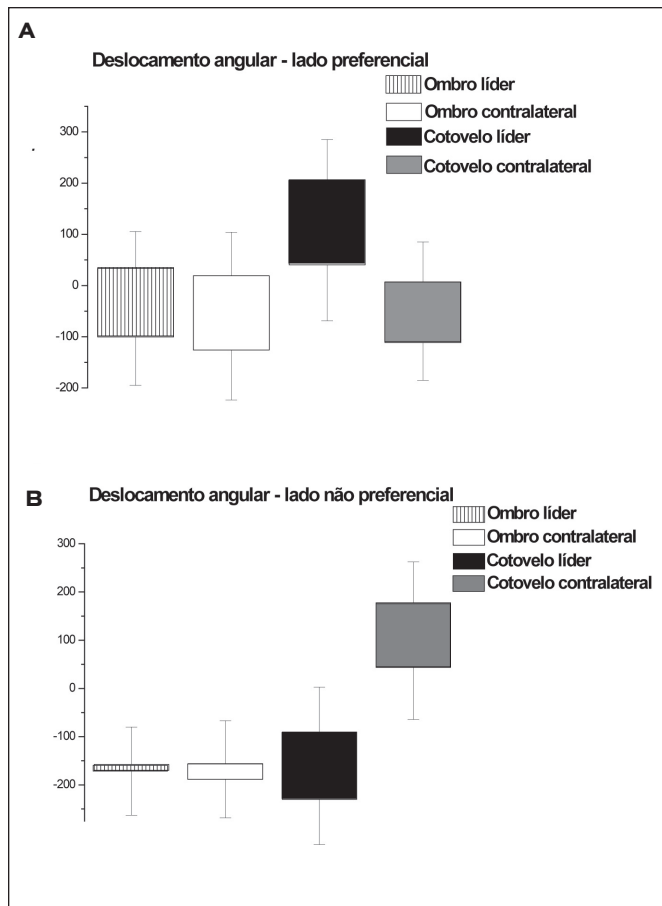 A
Deslocamento angular - lado preferencial
Ombro líder
Ombro contralateral
Cotovelo líder
Cotovelo contralateral
300
200
100
0
-100
-200
B
Deslocamento angular - lado não preferencial
Ombro líder
Ombro contralateral
Cotovelo líder
Cotovelo contralateral
300
200
100
0
-100
-200